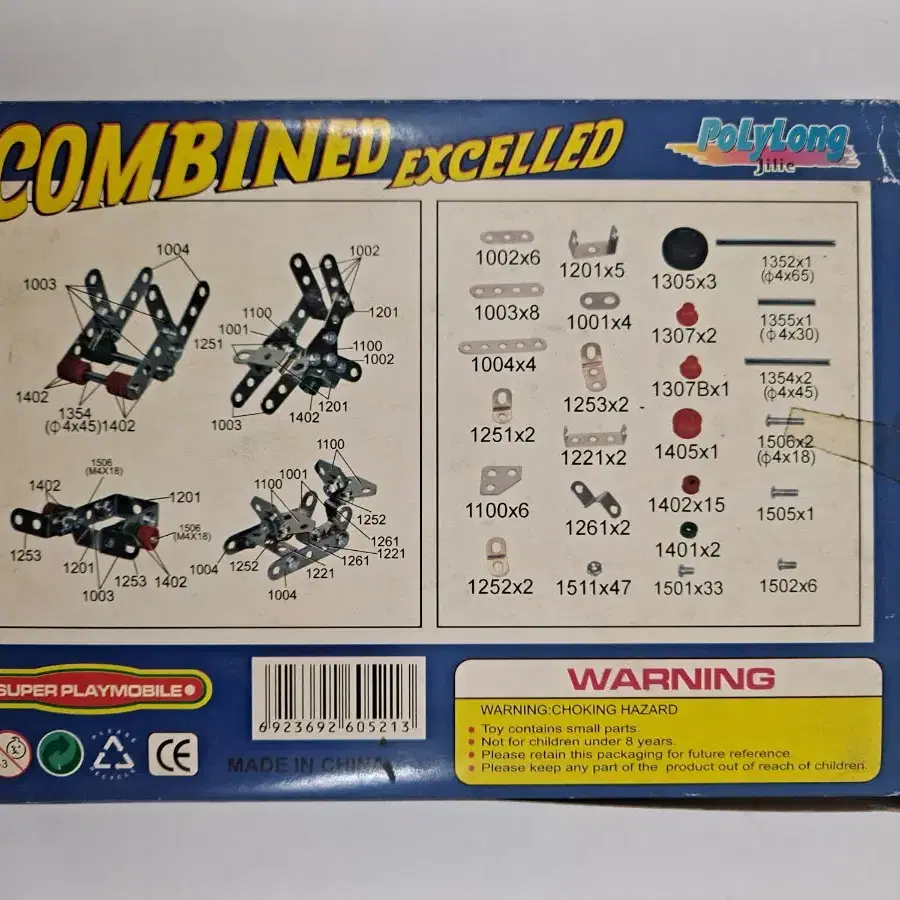 COMBINED EXCELLED
PoLyLong
Jilie
1004
1003
1402
1354
(Φ4x45)
1402
1002
1201
1100
1001
1251
1100
1002
1201
1402
1003
1506
(M4X18)
1402
1201
1506
(M4X18)
1253
1201
1003
1253
1402
1100
1001
1100
1252
1261
1221
1261
1004
1252
1221
1004
1002x6
1201x5
1305x3
1352x1
(Φ4x65)
1003x8
1001x4
1307x2
1355x1
(Φ4x30)
1004x4
1253x2
1307Bx1
1354x2
(Φ4x45)
1251x2
1221x2
1405x1
1506x2
(Φ4x18)
1100x6
1261x2
1402x15
1505x1
1401x2
1252x2
1511x47
1501x33
1502x6
SUPER PLAYMOBILE
6 923692 605213
MADE IN CHINA
-3
PLEASE
RECYCLE
CE
WARNING
WARNING:CHOKING HAZARD
Toy contains small parts.
Not for children under 8 years.
Please retain this packaging for future reference.
Please keep any part of the product out of reach of children.